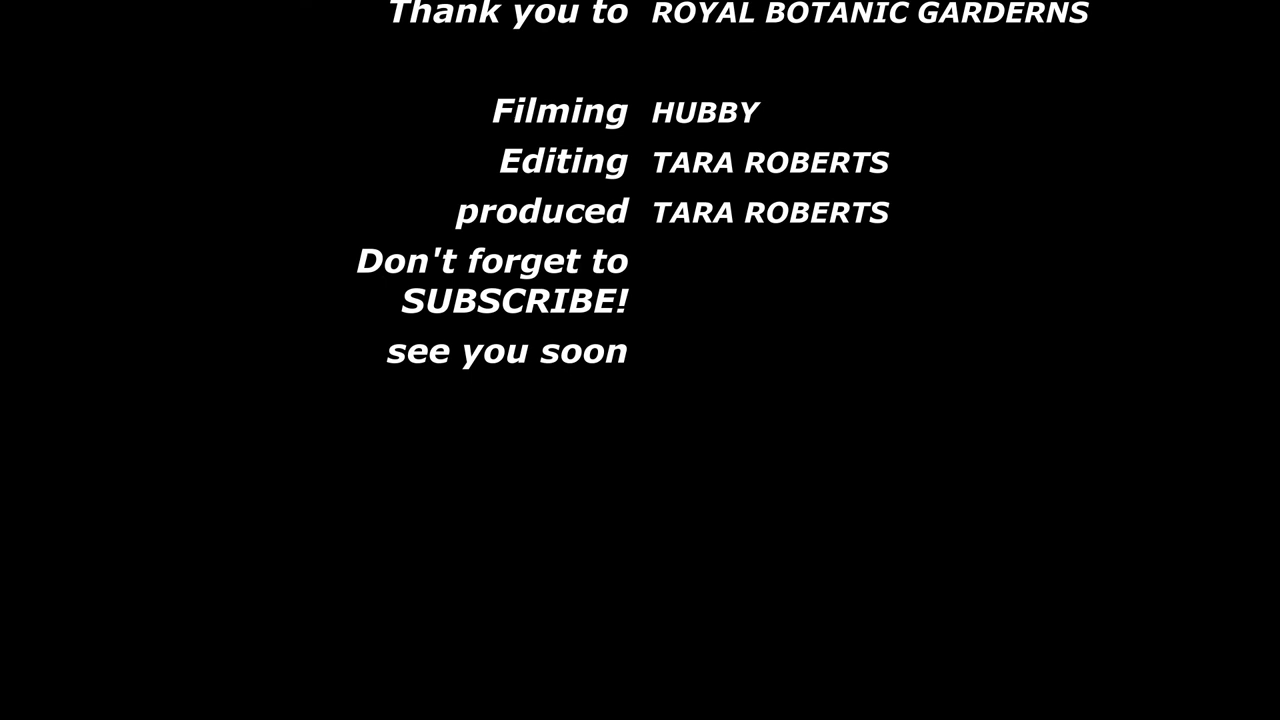 Thank you to ROYAL BOTANIC GARDERNS
Filming HUBBY
Editing TARA ROBERTS
produced TARA ROBERTS
Don't forget to
SUBSCRIBE!
see you soon